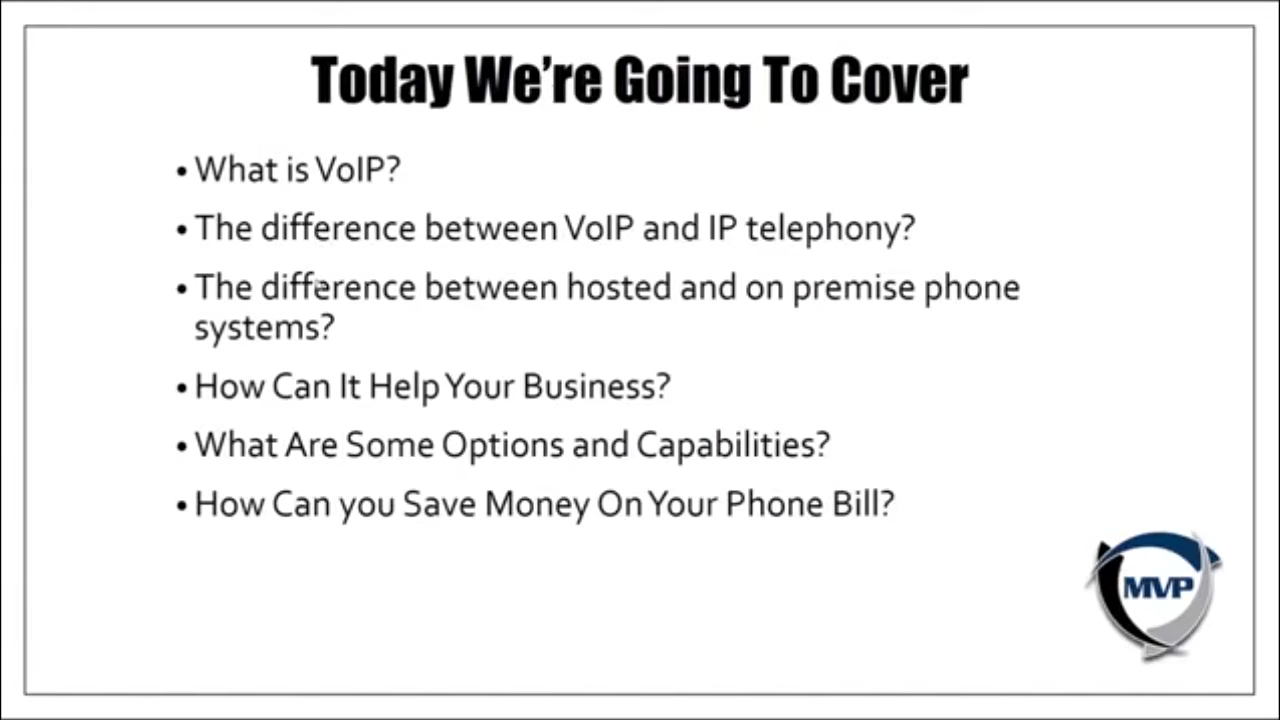 Today We're Going To Cover
• What is VoIP?
• The difference between VoIP and IP telephony?
• The difference between hosted and on premise phone
systems?
• How Can It Help Your Business?
• What Are Some Options and Capabilities?
• How Can you Save Money On Your Phone Bill?
MVP